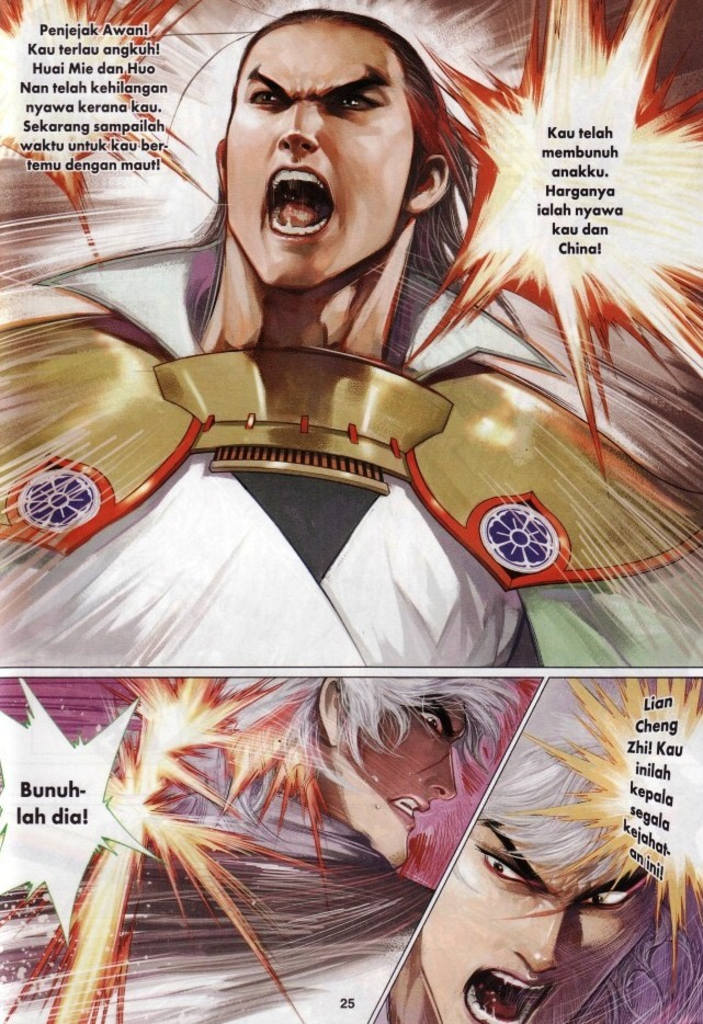 Penjejak Awan!
Kau terlau angkuh!
Huai Mie dan Huo
Nan telah kehilangan
nyawa kerana kau.
Sekarang sampailah
waktu untuk kau ber-
temu dengan maut!
Kau telah
membunuh
anakku.
Harganya
ialah nyawa
kau dan
China!
Bunuh-
lah dia!
Lian
Cheng
Zhi! Kau
inilah
kepala
segala
kejahat-
an ini!
25